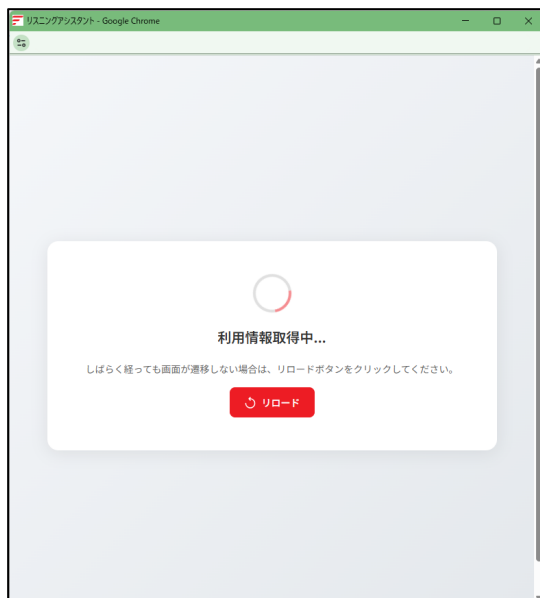 リスニングアシスタント - Google Chrome
利用情報取得中...
しばらく経っても画面が遷移しない場合は、リロードボタンをクリックしてください。
リロード